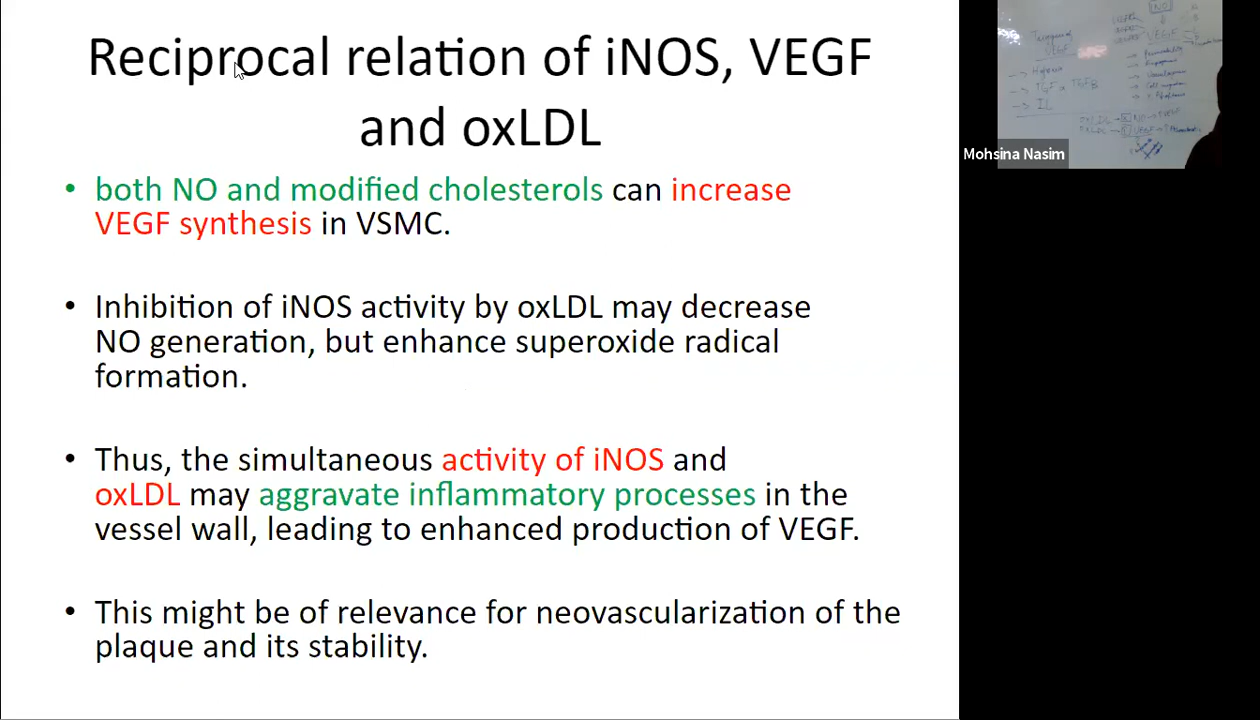 Reciprocal relation of iNOS, VEGF
and oxLDL
• both NO and modified cholesterols can increase
VEGF synthesis in VSMC.
• Inhibition of iNOS activity by oxLDL may decrease
NO generation, but enhance superoxide radical
formation.
• Thus, the simultaneous activity of iNOS and
oxLDL may aggravate inflammatory processes in the
vessel wall, leading to enhanced production of VEGF.
• This might be of relevance for neovascularization of the
plaque and its stability.
VEGF
VEGF
IL
Mohsina Nasim